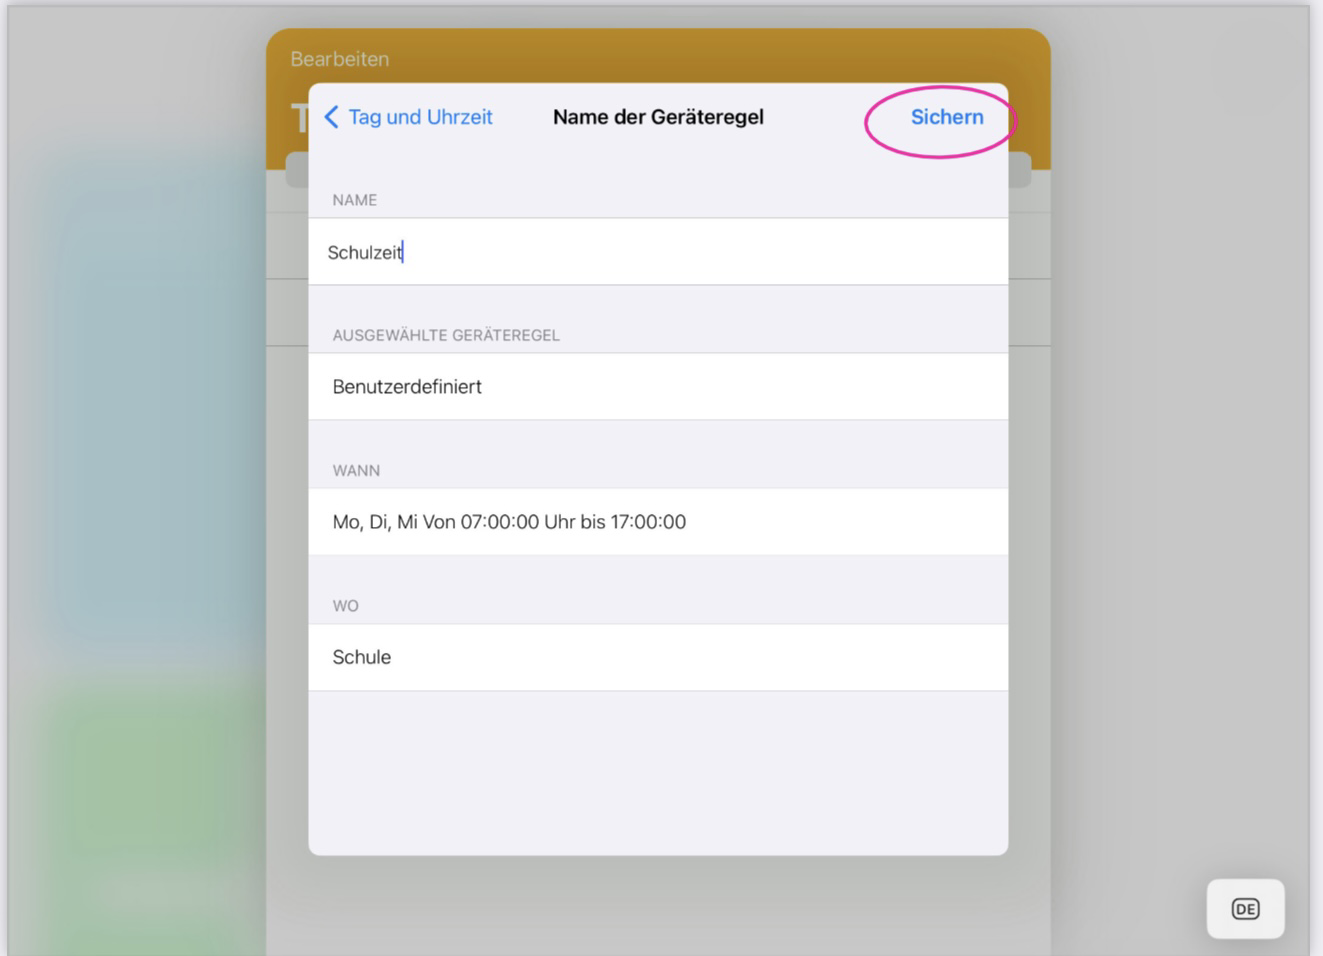 Bearbeiten
T
Tag und Uhrzeit
Name der Geräteregel
Sichern
NAME
Schulzeit
AUSGEWÄHLTE GERÄTEREGEL
Benutzerdefiniert
WANN
Mo, Di, Mi Von 07:00:00 Uhr bis 17:00:00
WO
Schule
DE